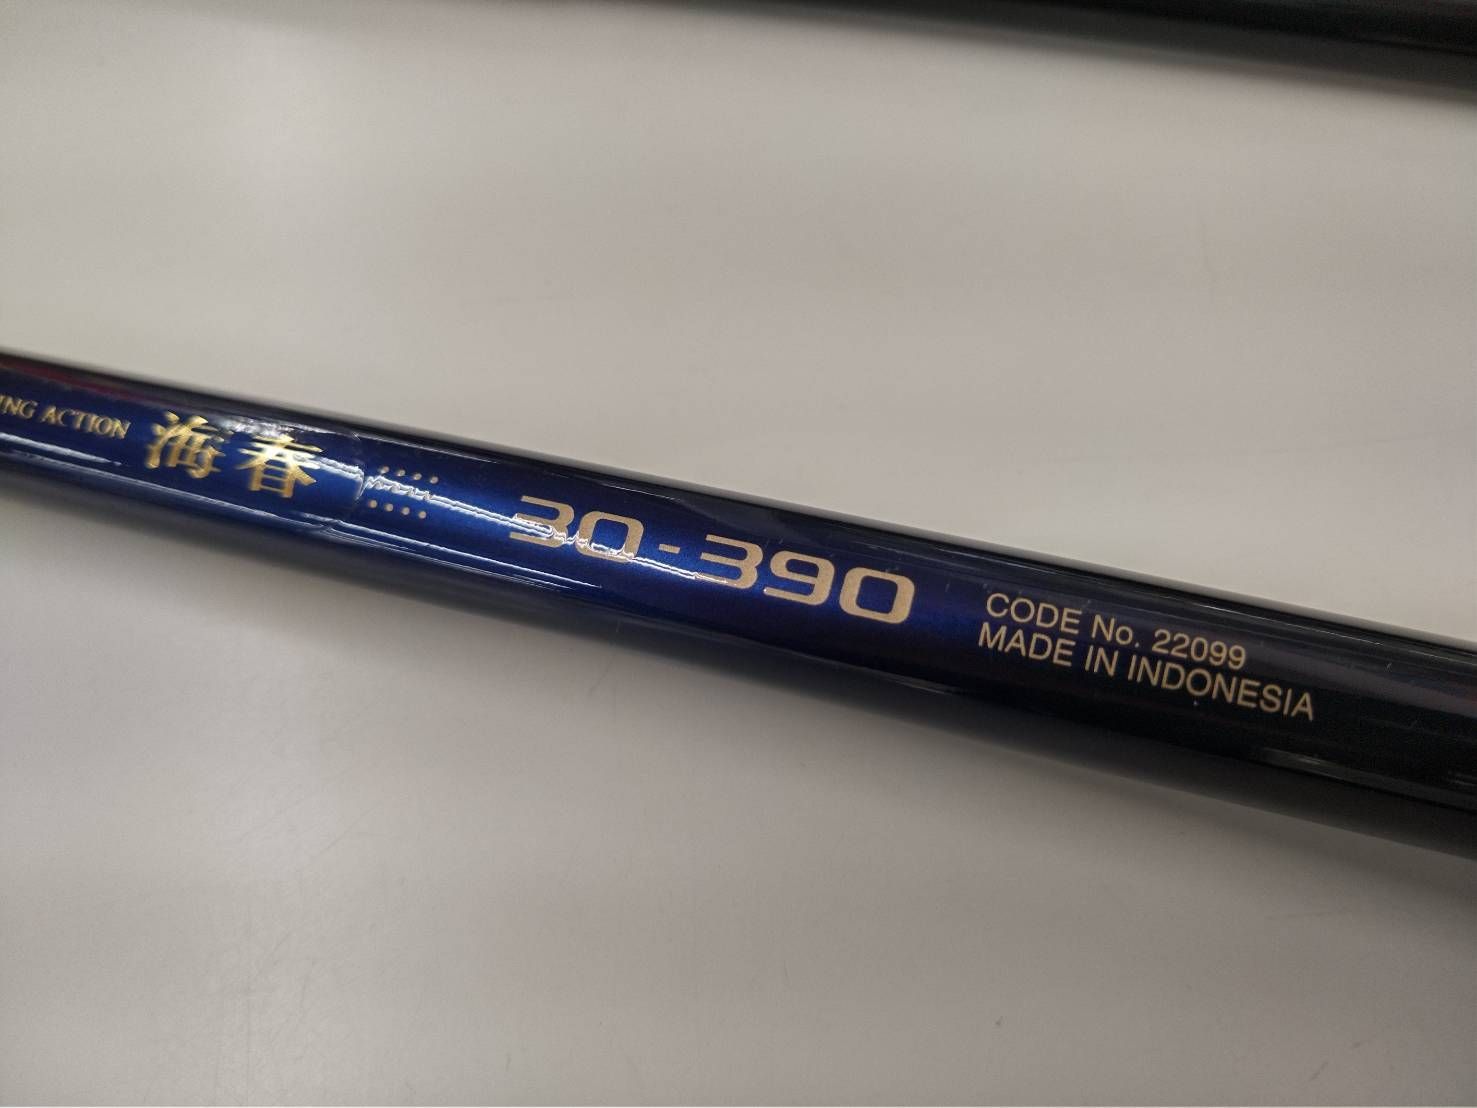 ING ACTION 海春 30-390
CODE No. 22099
MADE IN INDONESIA